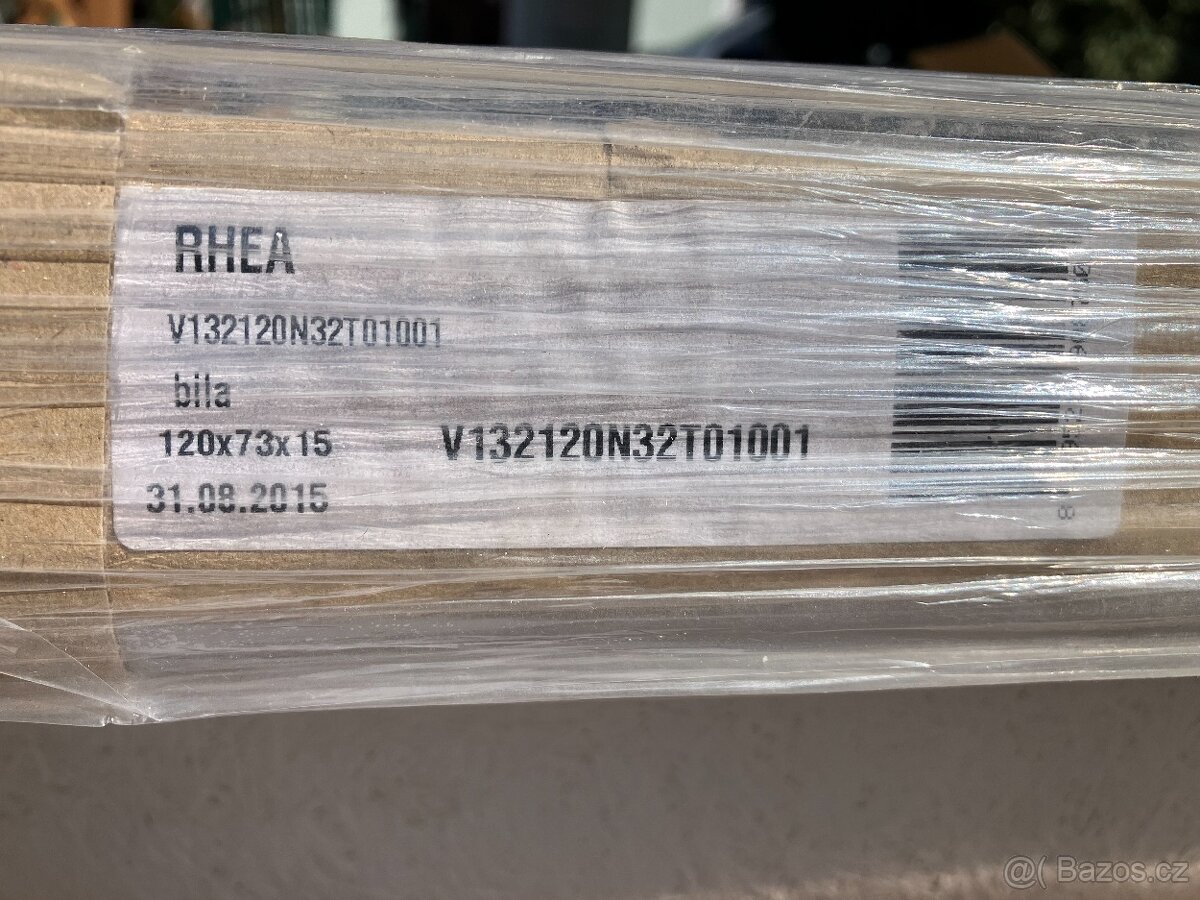 RHEA
V132120N32T01001
bila
120x73x15
V132120N32T01001
31.08.2015
@( Bazos.cz